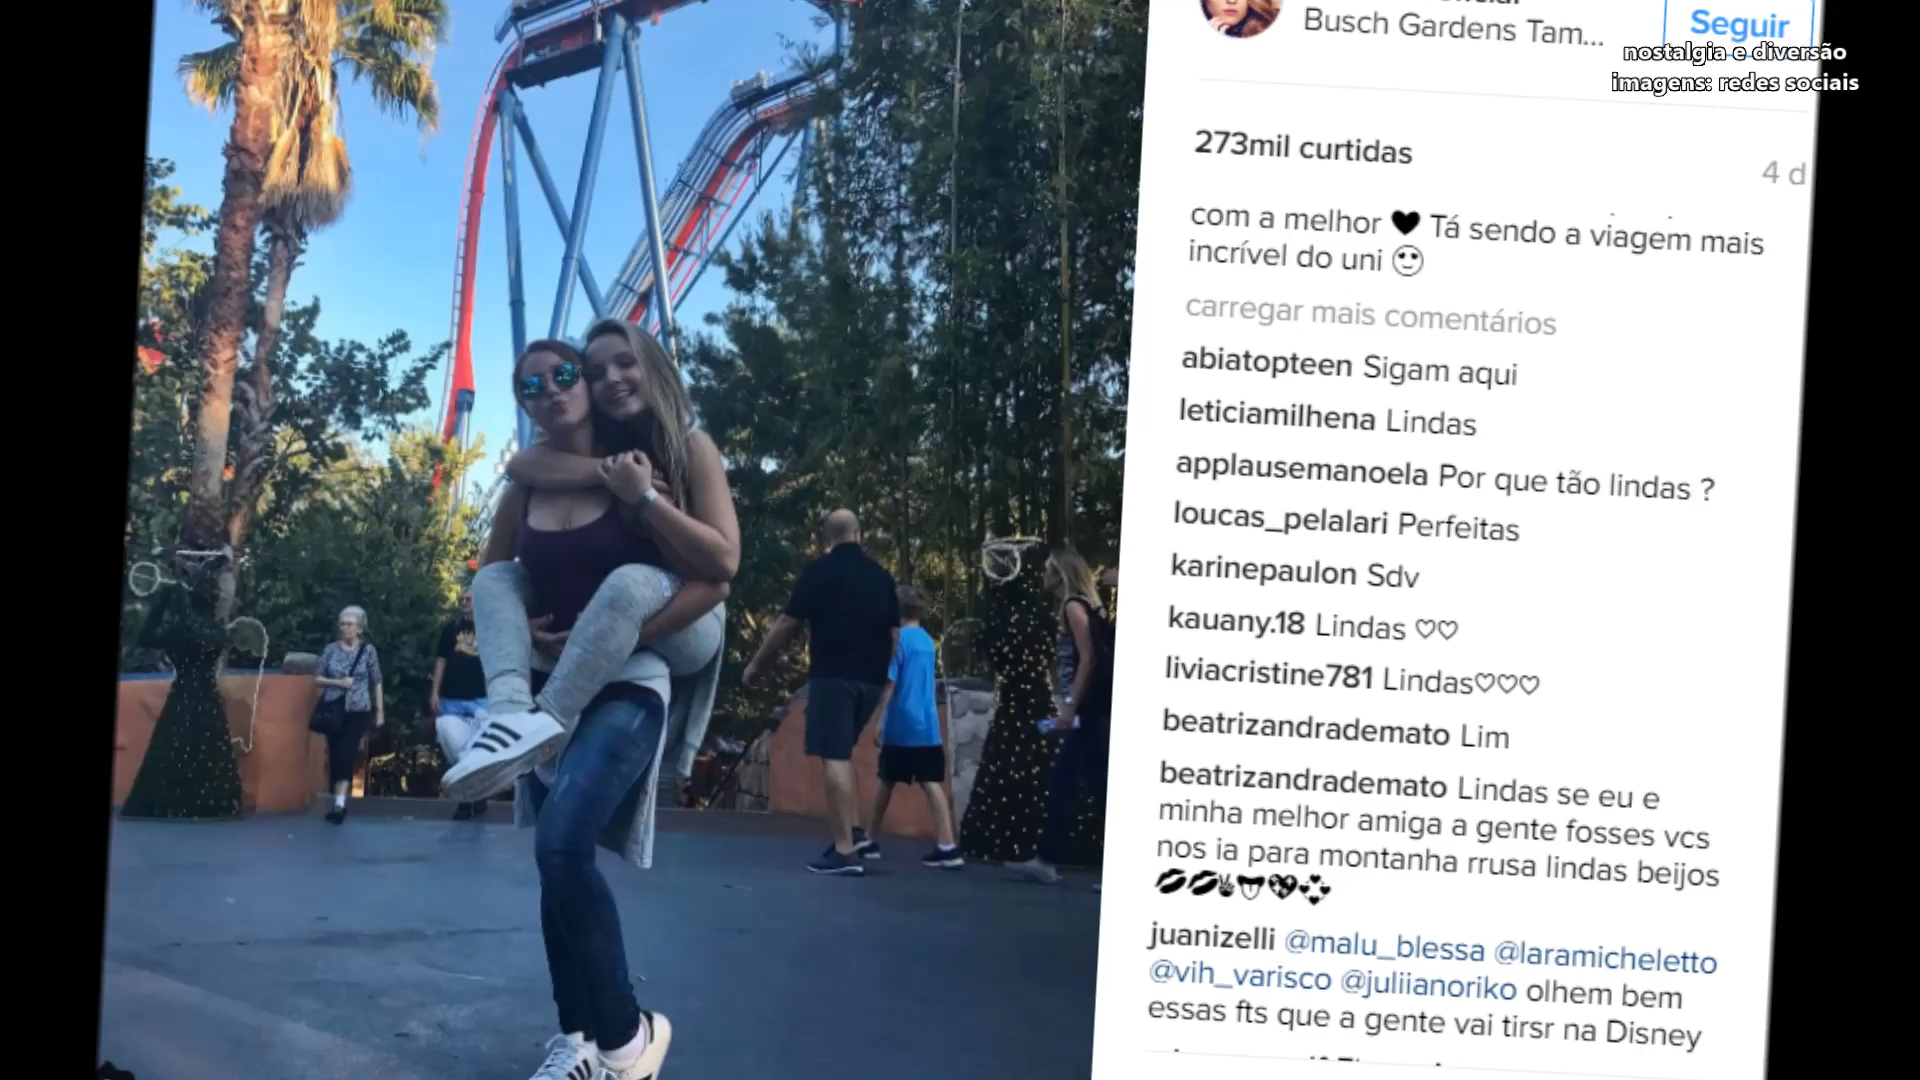 Busch Gardens Tam...
Seguir
nostalgia e diversão
imagens: redes sociais
273mil curtidas
4 d
com a melhor 🖤 Tá sendo a viagem mais
incrível do uni 😍
carregar mais comentários
abiatopteen Sigam aqui
leticiamilhena Lindas
applausemanoela Por que tão lindas ?
loucas_pelalari Perfeitas
karinepaulon Sdv
kauany.18 Lindas ♡♡
liviacristine781 Lindas♡♡♡
beatrizandrademato Lim
beatrizandrademato Lindas se eu e
minha melhor amiga a gente fosses vcs
nos ia para montanha rrusa lindas beijos
💋💋✌👅💖💞
juanizelli @malu_blessa @laramicheletto
@vih_varisco @juliianoriko olhem bem
essas fts que a gente vai tirsr na Disney